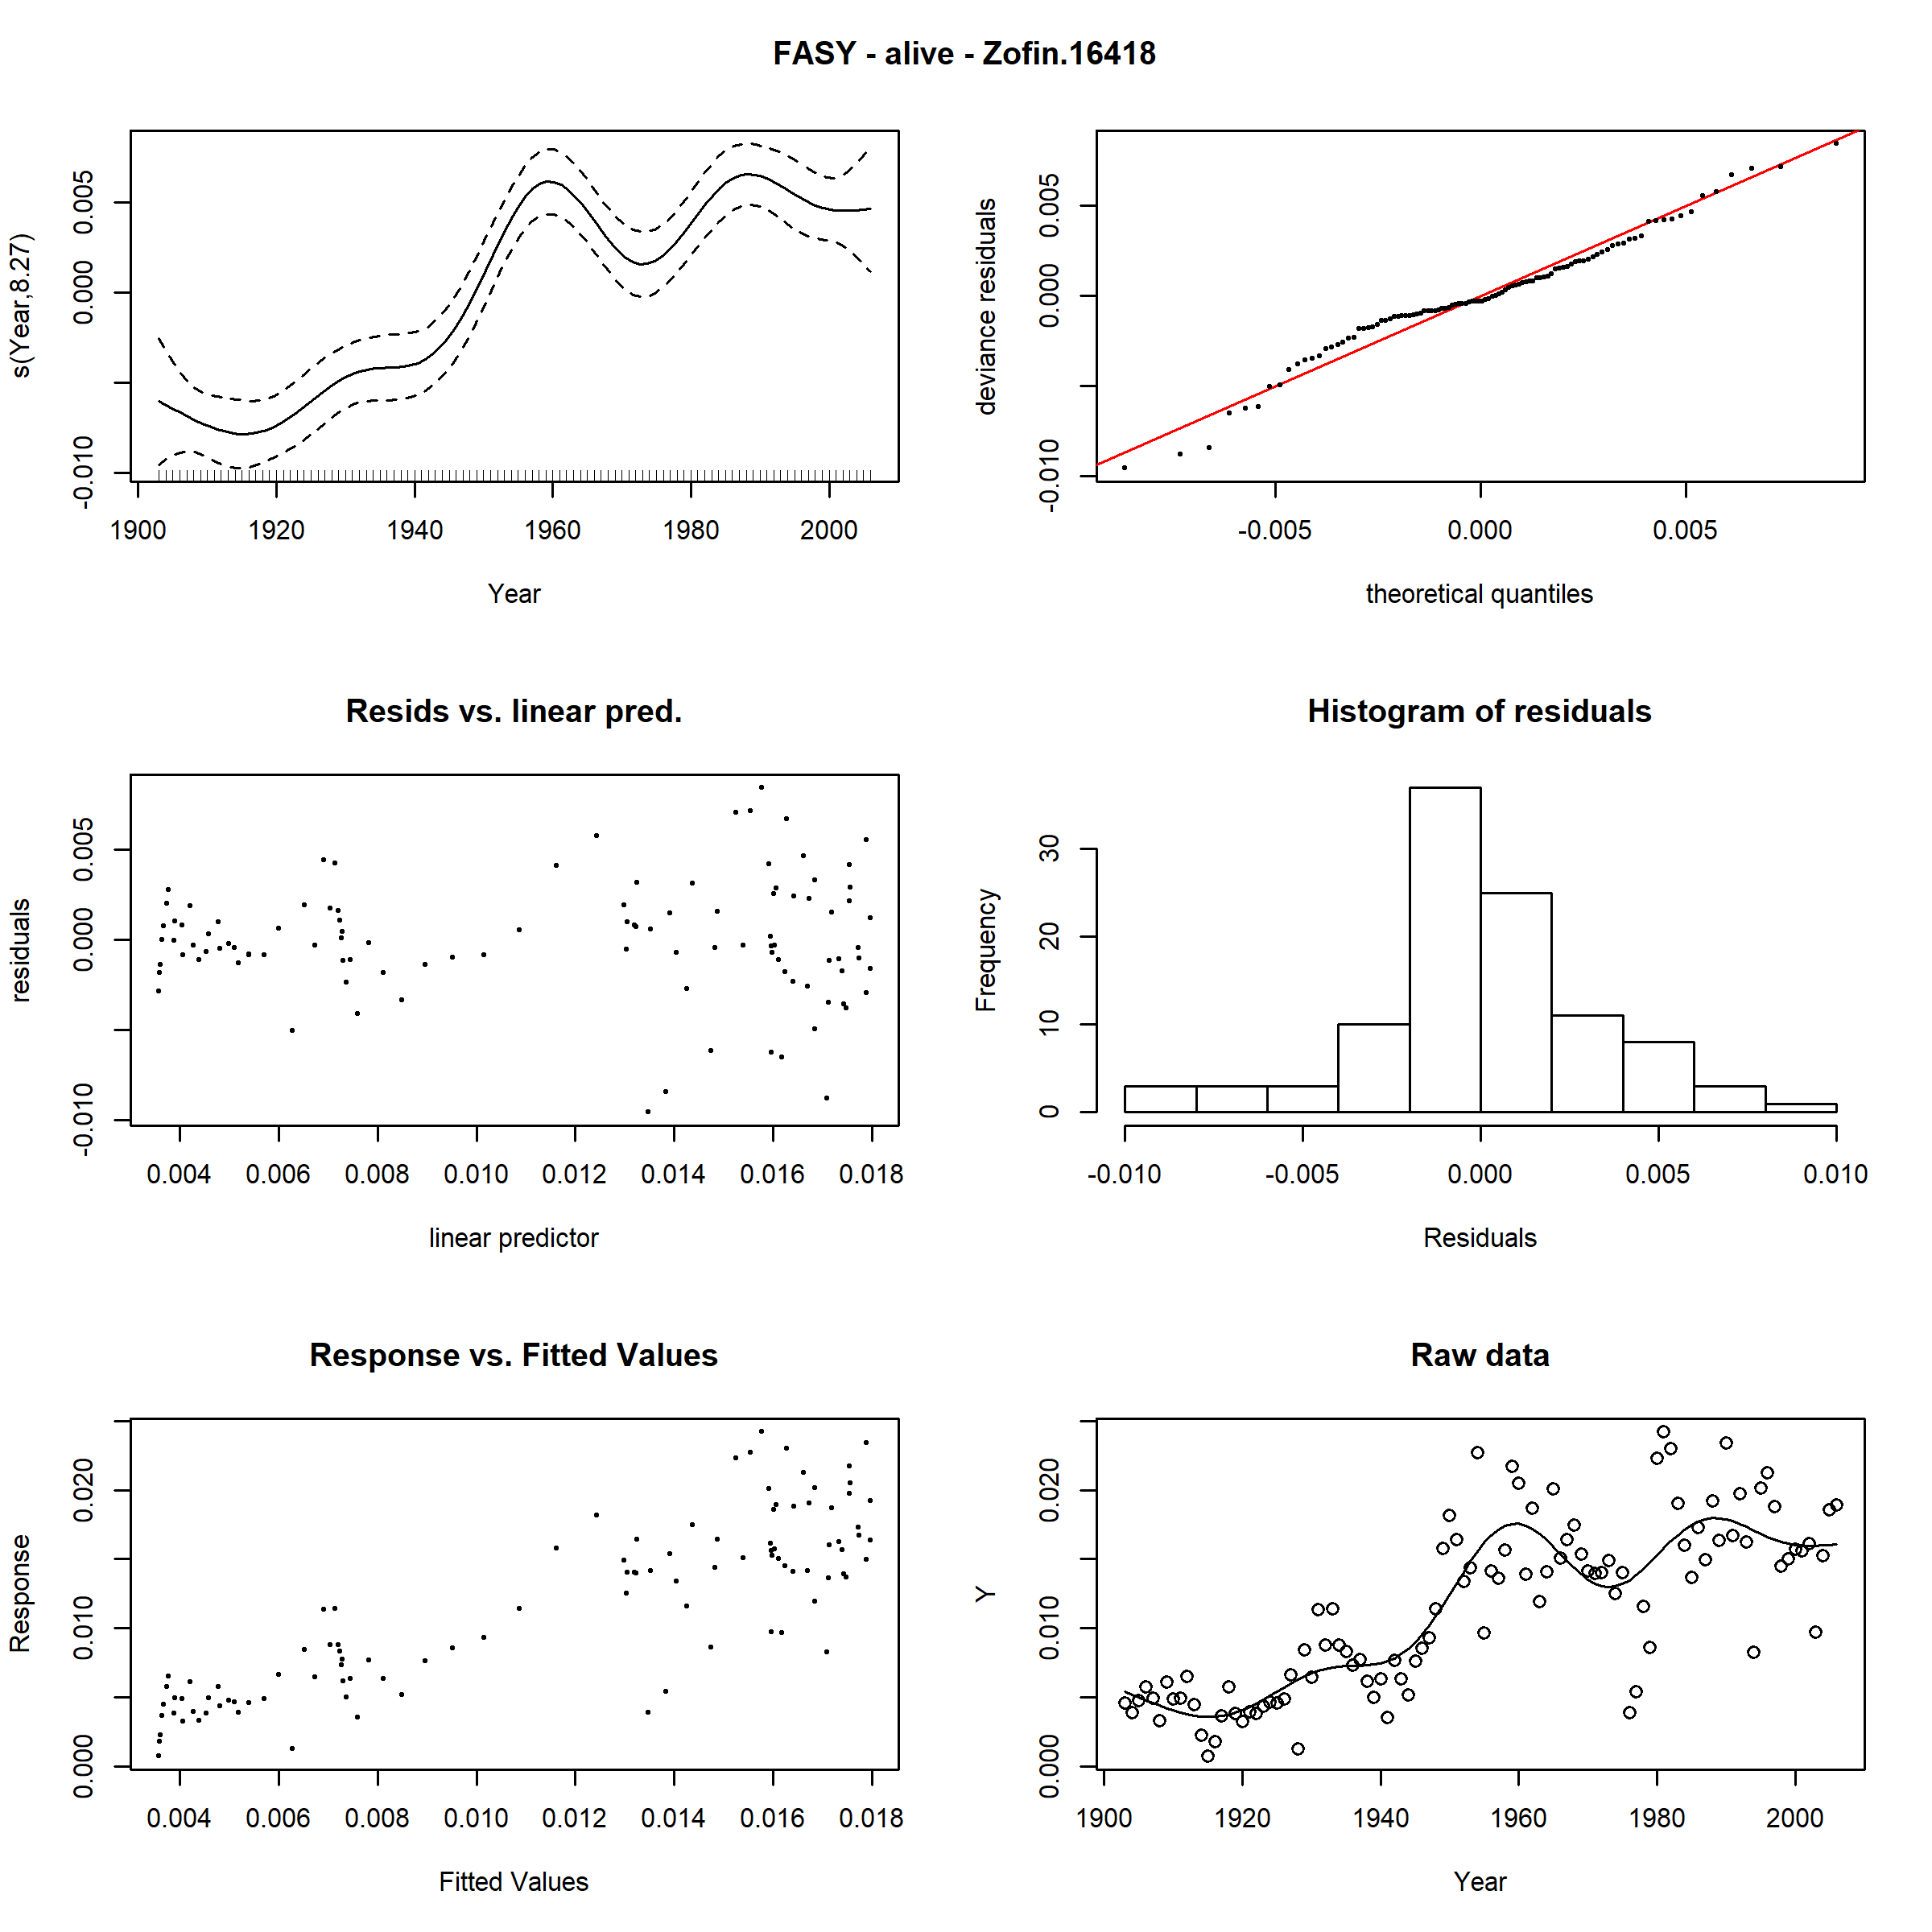 FASY - alive - Zofin.16418
s(Year,8.27)
-0.010 0.000 0.005
1900 1920 1940 1960 1980 2000
Year
deviance residuals
-0.010 0.000 0.005
-0.005 0.000 0.005
theoretical quantiles
Resids vs. linear pred.
residuals
-0.010 0.000 0.005
0.004 0.006 0.008 0.010 0.012 0.014 0.016 0.018
linear predictor
Histogram of residuals
Frequency
0 10 20 30
-0.010 -0.005 0.000 0.005 0.010
Residuals
Response vs. Fitted Values
Response
0.000 0.010 0.020
0.004 0.006 0.008 0.010 0.012 0.014 0.016 0.018
Fitted Values
Raw data
Y
0.000 0.010 0.020
1900 1920 1940 1960 1980 2000
Year